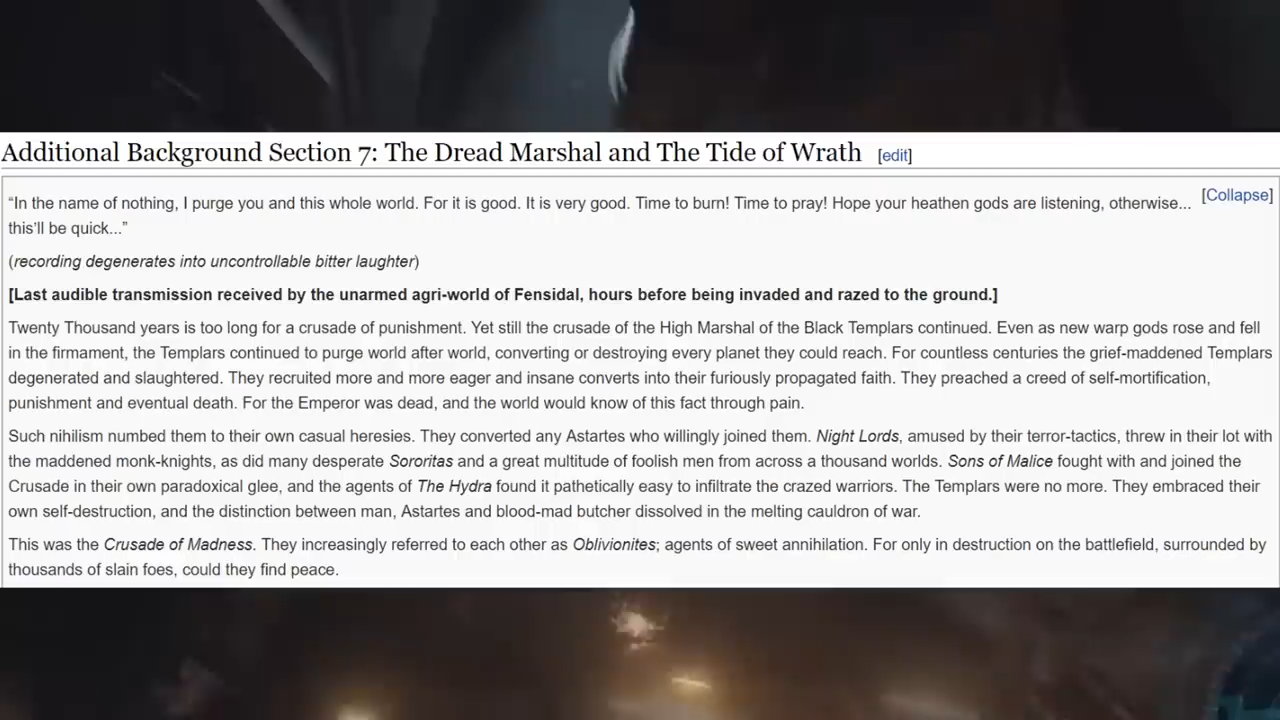 Additional Background Section 7: The Dread Marshal and The Tide of Wrath [edit]
[Collapse]
“In the name of nothing, I purge you and this whole world. For it is good. It is very good. Time to burn! Time to pray! Hope your heathen gods are listening, otherwise...
this’ll be quick...”
(recording degenerates into uncontrollable bitter laughter)
[Last audible transmission received by the unarmed agri-world of Fensidal, hours before being invaded and razed to the ground.]
Twenty Thousand years is too long for a crusade of punishment. Yet still the crusade of the High Marshal of the Black Templars continued. Even as new warp gods rose and fell
in the firmament, the Templars continued to purge world after world, converting or destroying every planet they could reach. For countless centuries the grief-maddened Templars
degenerated and slaughtered. They recruited more and more eager and insane converts into their furiously propagated faith. They preached a creed of self-mortification,
punishment and eventual death. For the Emperor was dead, and the world would know of this fact through pain.
Such nihilism numbed them to their own casual heresies. They converted any Astartes who willingly joined them. Night Lords, amused by their terror-tactics, threw in their lot with
the maddened monk-knights, as did many desperate Sororitas and a great multitude of foolish men from across a thousand worlds. Sons of Malice fought with and joined the
Crusade in their own paradoxical glee, and the agents of The Hydra found it pathetically easy to infiltrate the crazed warriors. The Templars were no more. They embraced their
own self-destruction, and the distinction between man, Astartes and blood-mad butcher dissolved in the melting cauldron of war.
This was the Crusade of Madness. They increasingly referred to each other as Oblivionites; agents of sweet annihilation. For only in destruction on the battlefield, surrounded by
thousands of slain foes, could they find peace.